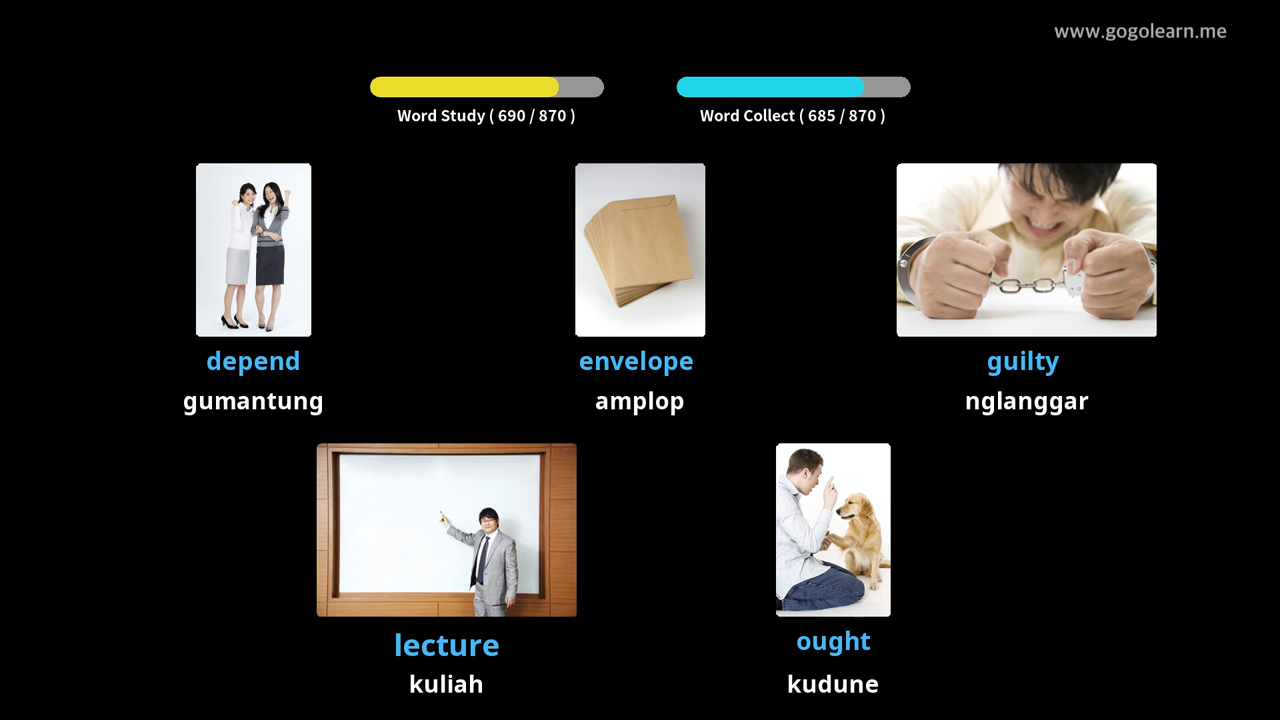 www.gogolearn.me
Word Study ( 690 / 870 )
Word Collect ( 685 / 870 )
depend
gumantung
envelope
amplop
guilty
nglanggar
lecture
kuliah
ought
kudune